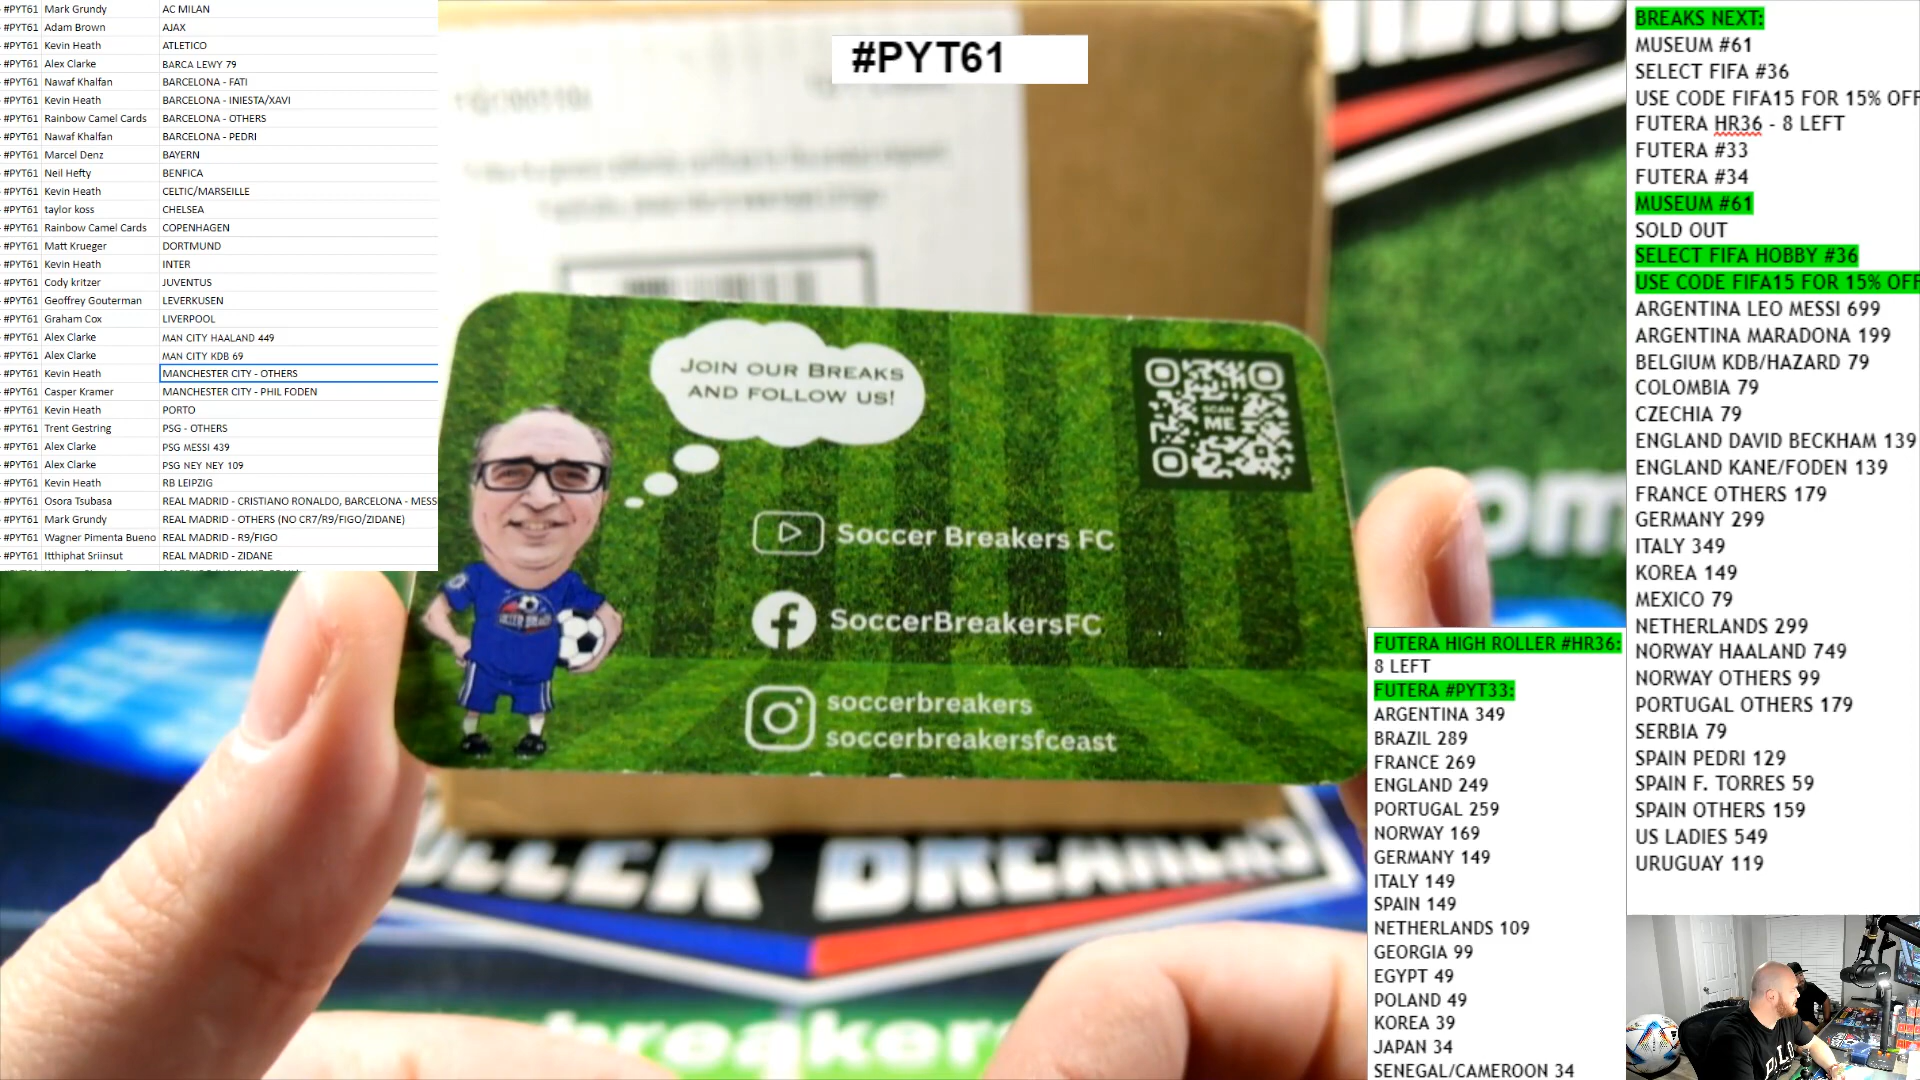 #PYT61 Mark Grundy AC MILAN
#PYT61 Adam Brown AJAX
#PYT61 Kevin Heath ATLETICO
#PYT61 Alex Clarke BARCA LEWY 79
#PYT61 Nawaf Khalfan BARCELONA - FATI
#PYT61 Kevin Heath BARCELONA - INIESTA/XAVI
#PYT61 Rainbow Camel Cards BARCELONA - OTHERS
#PYT61 Nawaf Khalfan BARCELONA - PEDRI
#PYT61 Marcel Denz BAYERN
#PYT61 Neil Hefty BENFICA
#PYT61 Kevin Heath CELTIC/MARSEILLE
#PYT61 taylor koss CHELSEA
#PYT61 Rainbow Camel Cards COPENHAGEN
#PYT61 Matt Krueger DORTMUND
#PYT61 Kevin Heath INTER
#PYT61 Cody kritzer JUVENTUS
#PYT61 Geoffrey Gouterman LEVERKUSEN
#PYT61 Graham Cox LIVERPOOL
#PYT61 Alex Clarke MAN CITY HAALAND 449
#PYT61 Alex Clarke MAN CITY KDB 69
#PYT61 Kevin Heath MANCHESTER CITY - OTHERS
#PYT61 Casper Kramer MANCHESTER CITY - PHIL FODEN
#PYT61 Kevin Heath PORTO
#PYT61 Trent Gestring PSG - OTHERS
#PYT61 Alex Clarke PSG MESSI 439
#PYT61 Alex Clarke PSG NEY NEY 109
#PYT61 Kevin Heath RB LEIPZIG
#PYT61 Osora Tsubasa REAL MADRID - CRISTIANO RONALDO, BARCELONA - MESS
#PYT61 Mark Grundy REAL MADRID - OTHERS (NO CR7/R9/FIGO/ZIDANE)
#PYT61 Wagner Pimenta Bueno REAL MADRID - R9/FIGO
#PYT61 Itthiphat Sriinsut REAL MADRID - ZIDANE
#PYT61
JOIN OUR BREAKS
AND FOLLOW US!
SCAN
ME
Soccer Breakers FC
SoccerBreakersFC
soccerbreakers
soccerbreakersfceast
SOCCER BREAKERS
breakers
com
FUTERA HIGH ROLLER #HR36:
8 LEFT
FUTERA #PYT33:
ARGENTINA 349
BRAZIL 289
FRANCE 269
ENGLAND 249
PORTUGAL 259
NORWAY 169
GERMANY 149
ITALY 149
SPAIN 149
NETHERLANDS 109
GEORGIA 99
EGYPT 49
POLAND 49
KOREA 39
JAPAN 34
SENEGAL/CAMEROON 34
BREAKS NEXT:
MUSEUM #61
SELECT FIFA #36
USE CODE FIFA15 FOR 15% OFF
FUTERA HR36 - 8 LEFT
FUTERA #33
FUTERA #34
MUSEUM #61
SOLD OUT
SELECT FIFA HOBBY #36
USE CODE FIFA15 FOR 15% OFF
ARGENTINA LEO MESSI 699
ARGENTINA MARADONA 199
BELGIUM KDB/HAZARD 79
COLOMBIA 79
CZECHIA 79
ENGLAND DAVID BECKHAM 139
ENGLAND KANE/FODEN 139
FRANCE OTHERS 179
GERMANY 299
ITALY 349
KOREA 149
MEXICO 79
NETHERLANDS 299
NORWAY HAALAND 749
NORWAY OTHERS 99
PORTUGAL OTHERS 179
SERBIA 79
SPAIN PEDRI 129
SPAIN F. TORRES 59
SPAIN OTHERS 159
US LADIES 549
URUGUAY 119